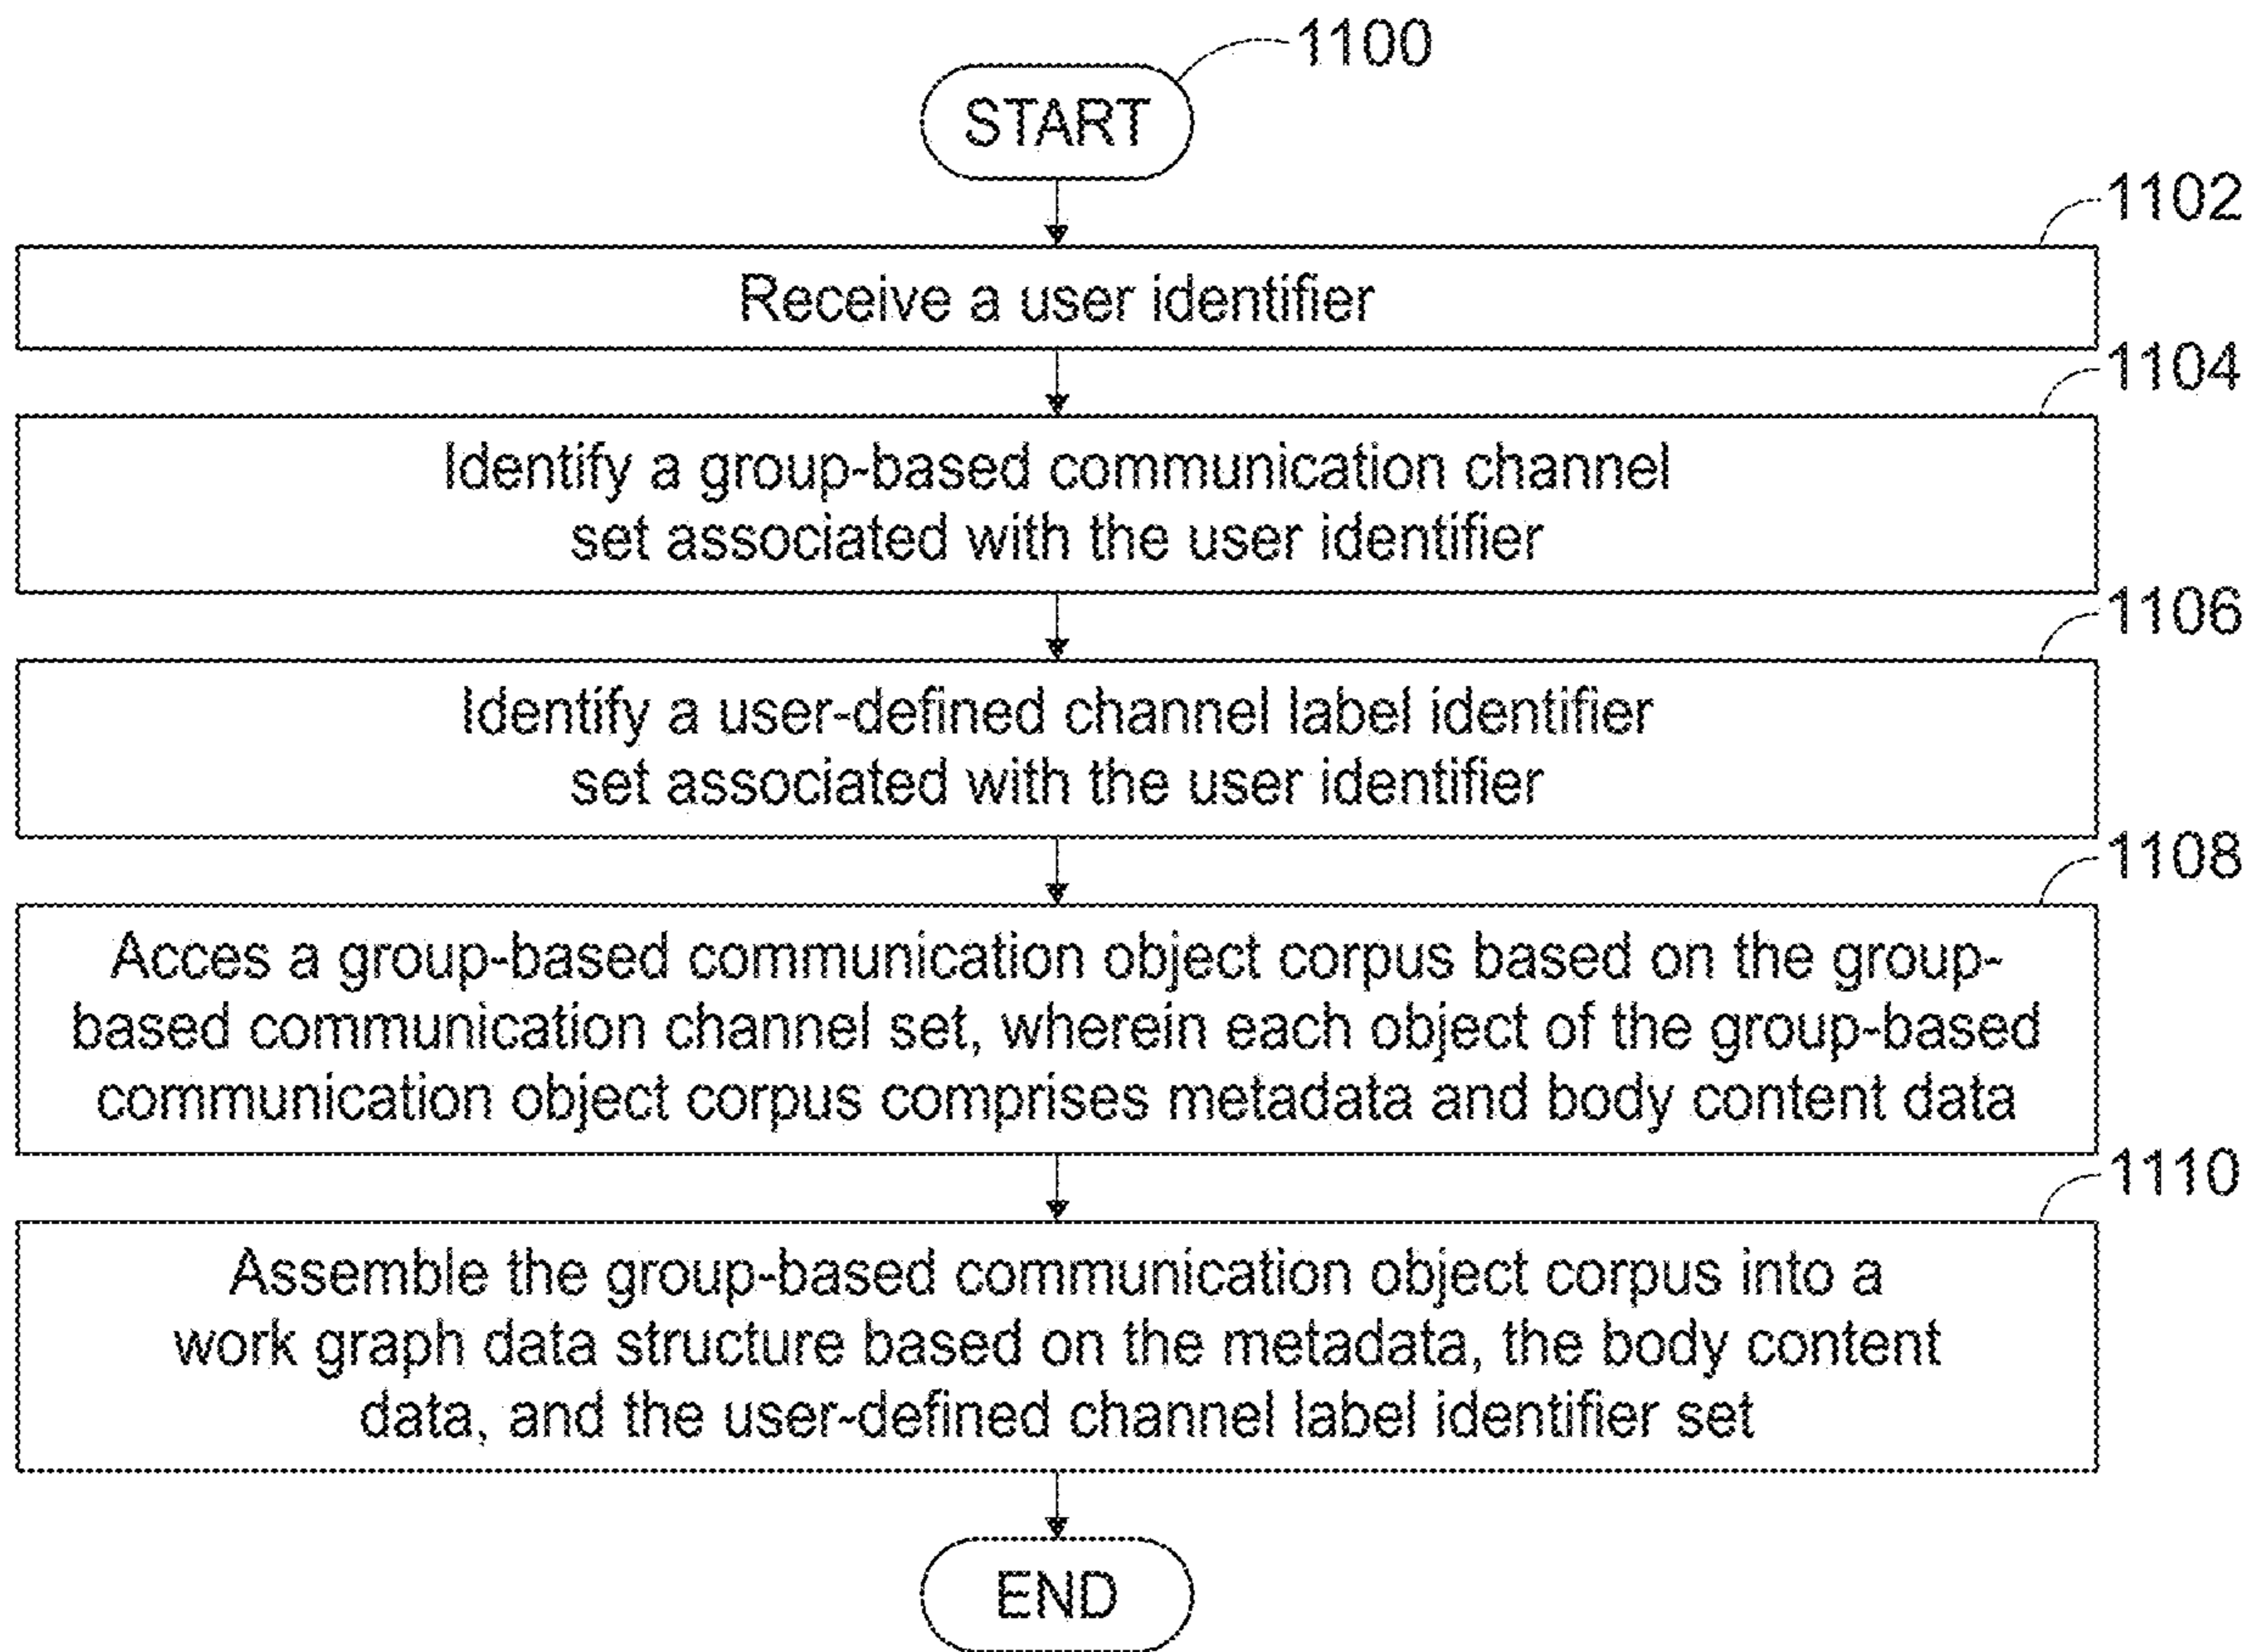 1100
START
1102
Receive a user identifier
1104
Identify a group-based communication channel
set associated with the user identifier
1106
Identify a user-defined channel label identifier
set associated with the user identifier
1108
Acces a group-based communication object corpus based on the group-
based communication channel set, wherein each object of the group-based
communication object corpus comprises metadata and body content data
1110
Assemble the group-based communication object corpus into a
work graph data structure based on the metadata, the body content
data, and the user-defined channel label identifier set
END